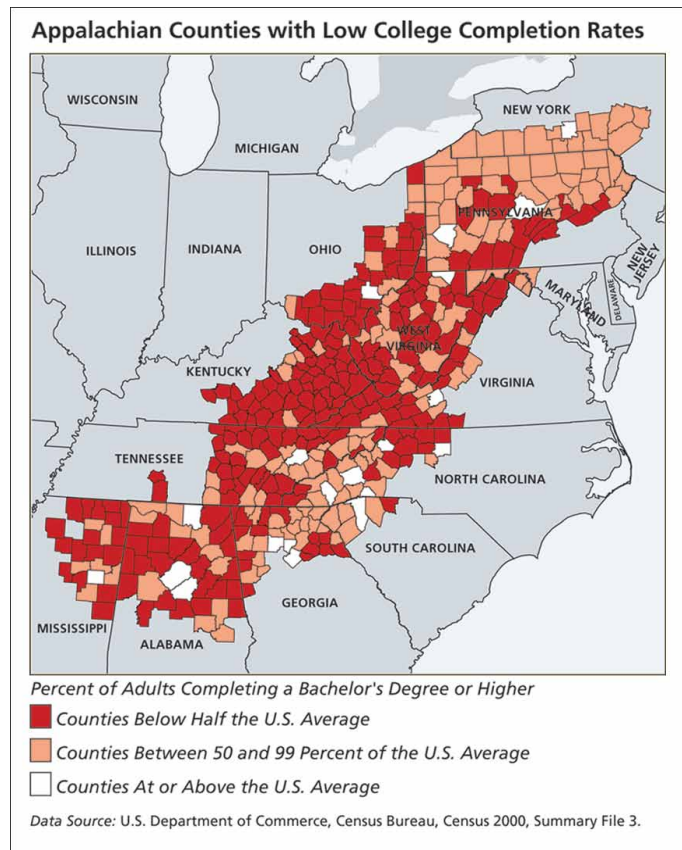 Appalachian Counties with Low College Completion Rates
WISCONSIN
NEW YORK
MICHIGAN
PENNSYLVANIA
ILLINOIS
INDIANA
OHIO
NEW
JERSEY
MARYLAND
DELAWARE
WEST
VIRGINIA
KENTUCKY
VIRGINIA
TENNESSEE
NORTH CAROLINA
SOUTH CAROLINA
GEORGIA
MISSISSIPPI
ALABAMA
Percent of Adults Completing a Bachelor's Degree or Higher
Counties Below Half the U.S. Average
Counties Between 50 and 99 Percent of the U.S. Average
Counties At or Above the U.S. Average
Data Source: U.S. Department of Commerce, Census Bureau, Census 2000, Summary File 3.